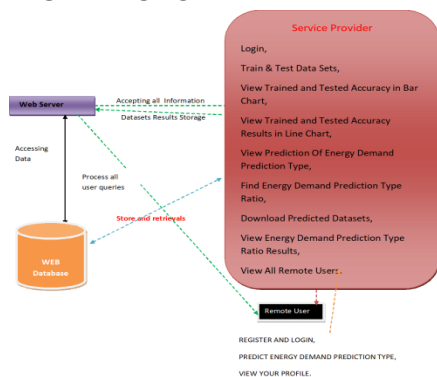 Service Provider
Login,
Train & Test Data Sets,
View Trained and Tested Accuracy in Bar
Chart,
View Trained and Tested Accuracy
Results in Line Chart,
View Prediction Of Energy Demand
Prediction Type,
Find Energy Demand Prediction Type
Ratio,
Download Predicted Datasets,
View Energy Demand Prediction Type
Ratio Results,
View All Remote Users.
Web Server
Accepting all Information
Datasets Results Storage
Accessing
Data
Process all
user queries
Store and retrievals
WEB
Database
Remote User
REGISTER AND LOGIN,
PREDICT ENERGY DEMAND PREDICTION TYPE,
VIEW YOUR PROFILE.